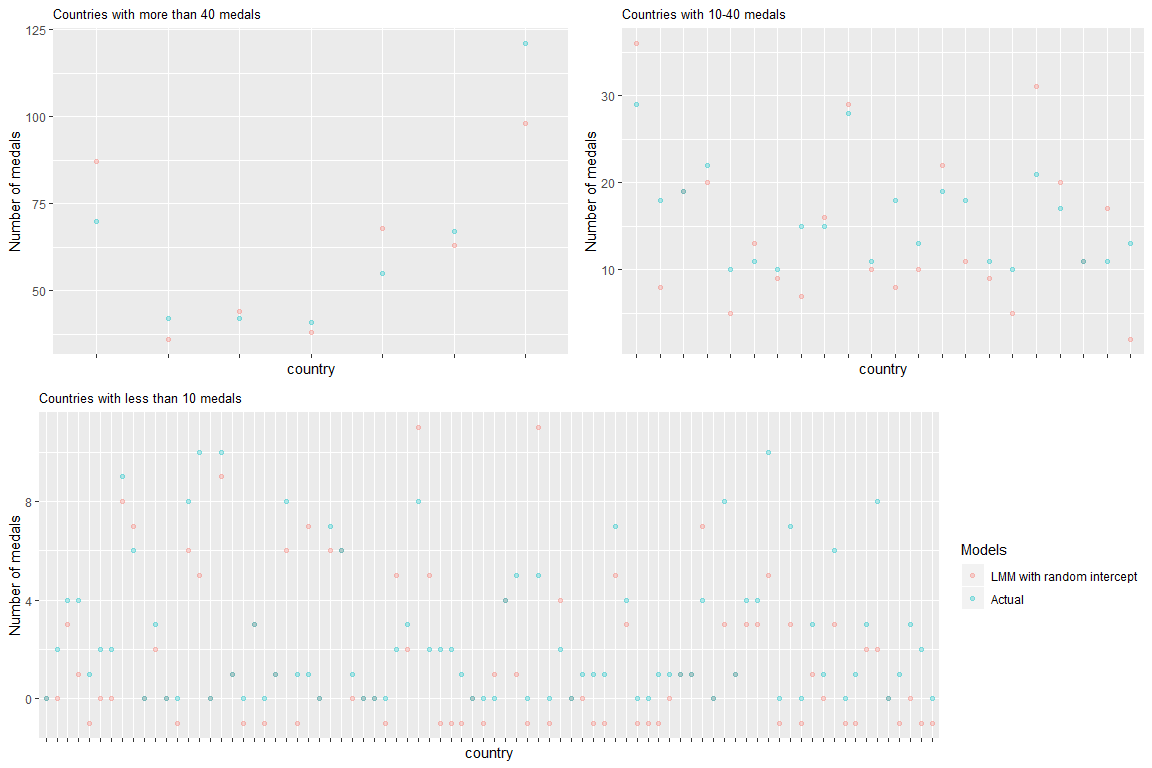 Countries with more than 40 medals
Number of medals
125
100
75
50
country
Countries with 10-40 medals
Number of medals
30
20
10
country
Countries with less than 10 medals
Number of medals
8
4
0
country
Models
LMM with random intercept
Actual